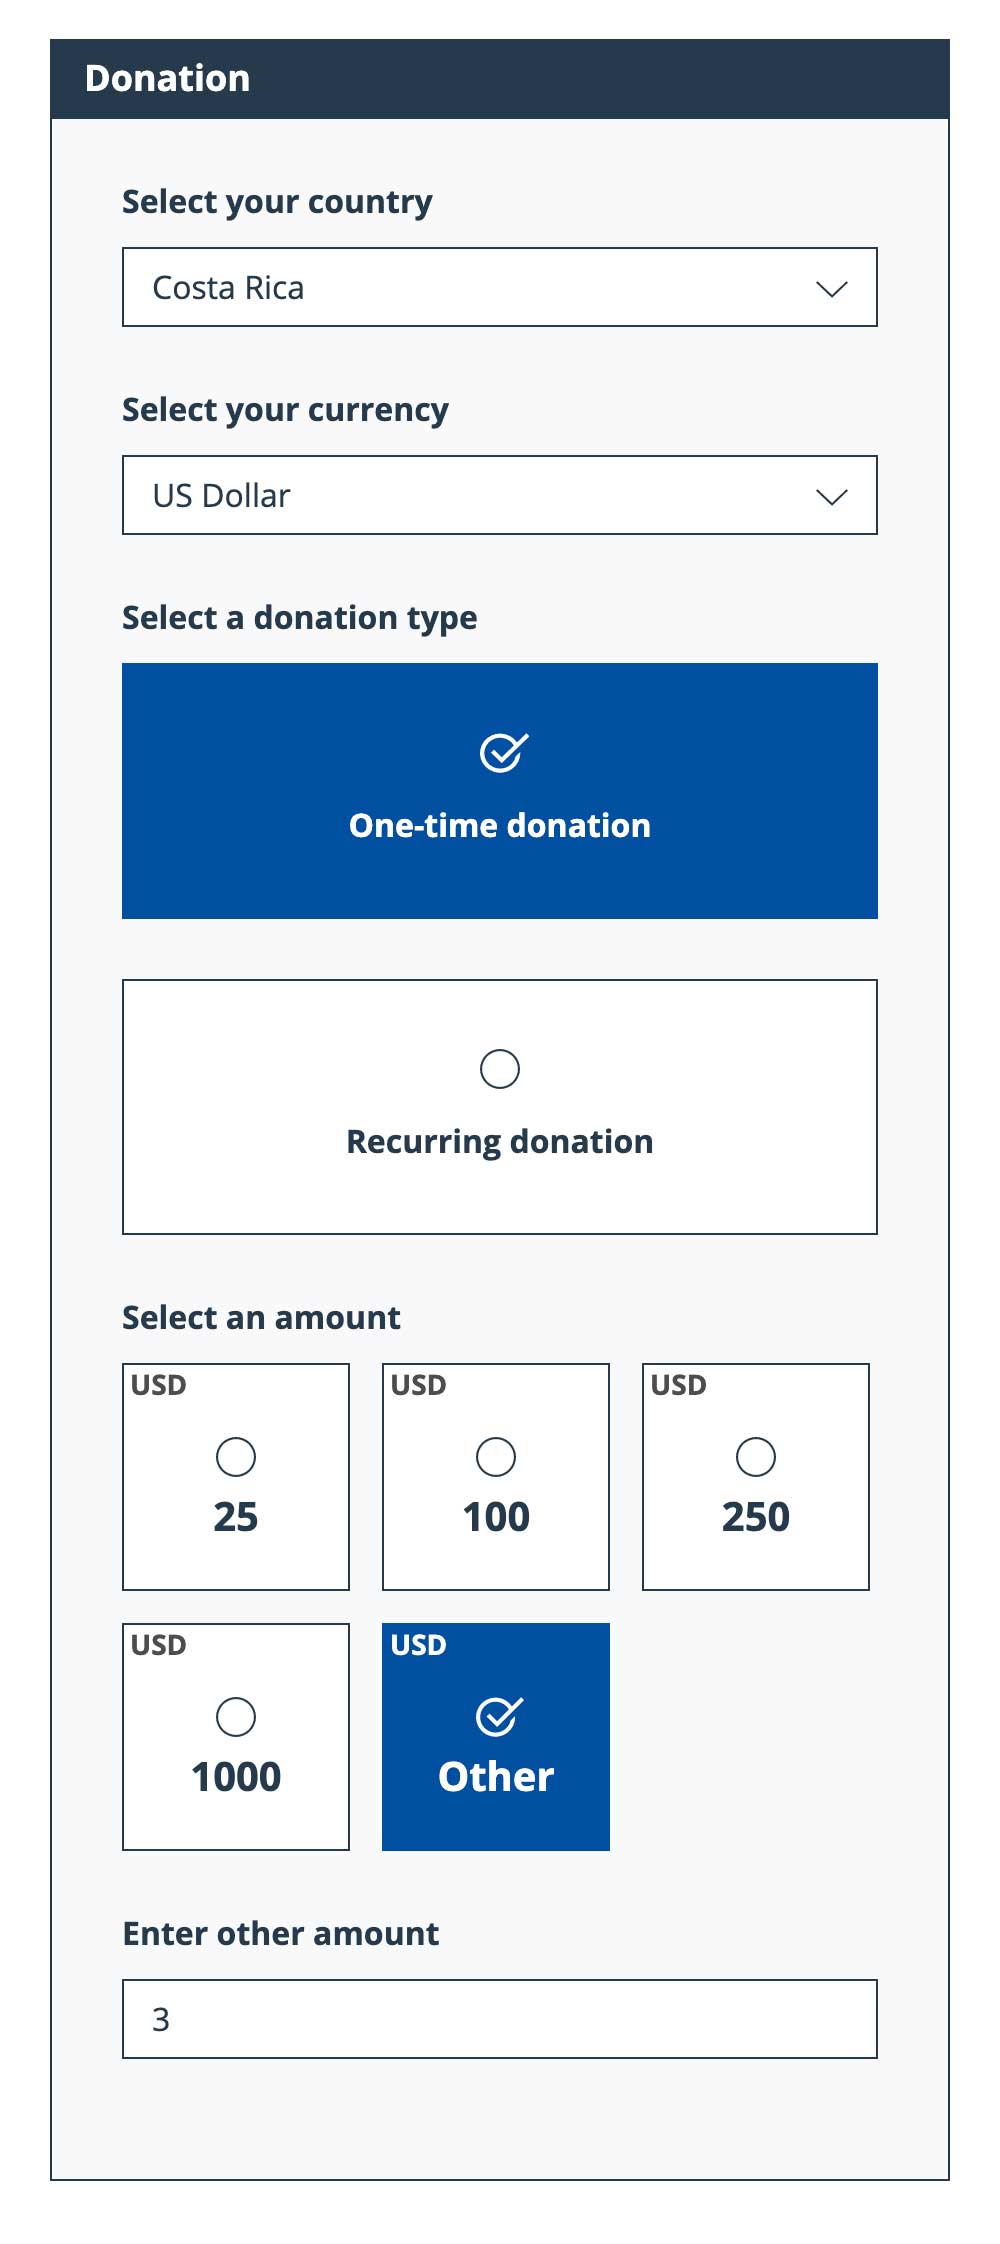 Donation
Select your country
Costa Rica
Select your currency
US Dollar
Select a donation type
One-time donation
Recurring donation
Select an amount
USD USD USD
25 100 250
USD USD
1000 Other
Enter other amount
3